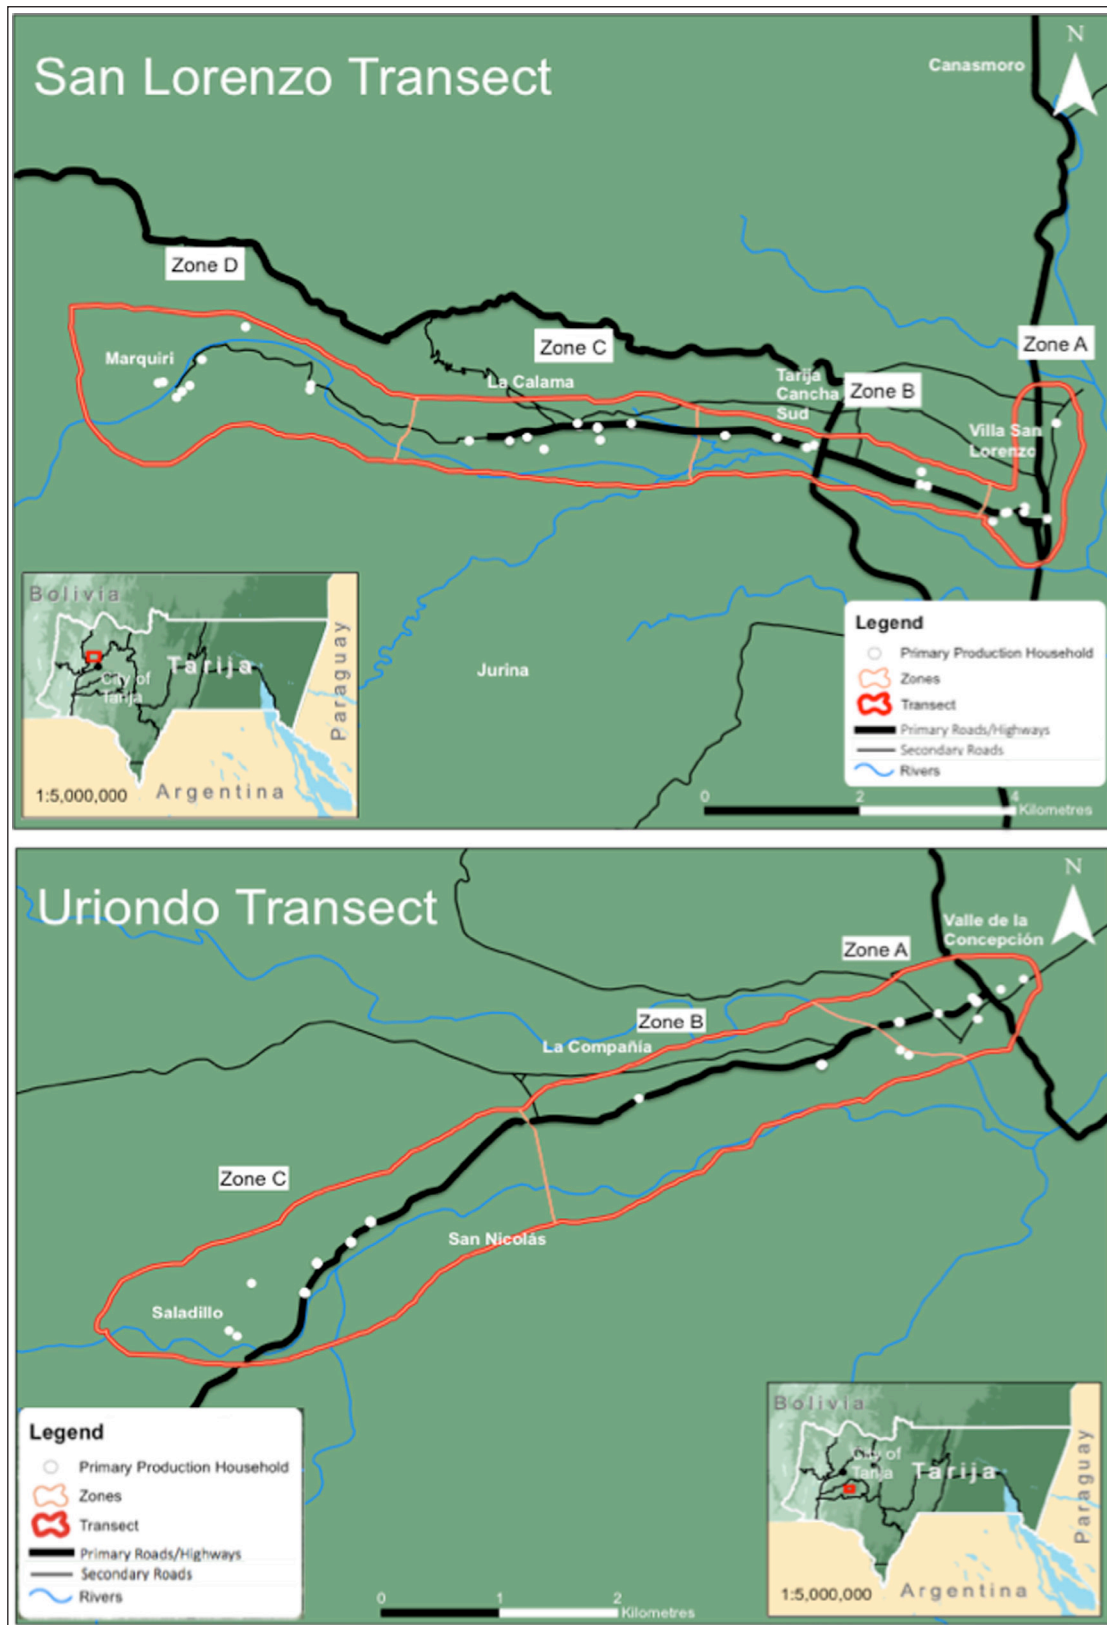 San Lorenzo Transect
N
Canasmoro
Zone D
Zone C
Zone A
Marquiri
La Calama
Tarija
Cancha
Sud
Zone B
Villa San
Lorenzo
Jurina
Bolivia
Tarija
City of
Tarija
Paraguay
Argentina
1:5,000,000
Legend
Primary Production Household
Zones
Transect
Primary Roads/Highways
Secondary Roads
Rivers
0
2
4
Kilometres
Uriondo Transect
N
Valle de la
Concepción
Zone A
Zone B
La Compañía
Zone C
San Nicolás
Saladillo
Legend
Primary Production Household
Zones
Transect
Primary Roads/Highways
Secondary Roads
Rivers
0
1
2
Kilometres
Bolivia
City of
Tarija
Tarija
Paraguay
Argentina
1:5,000,000